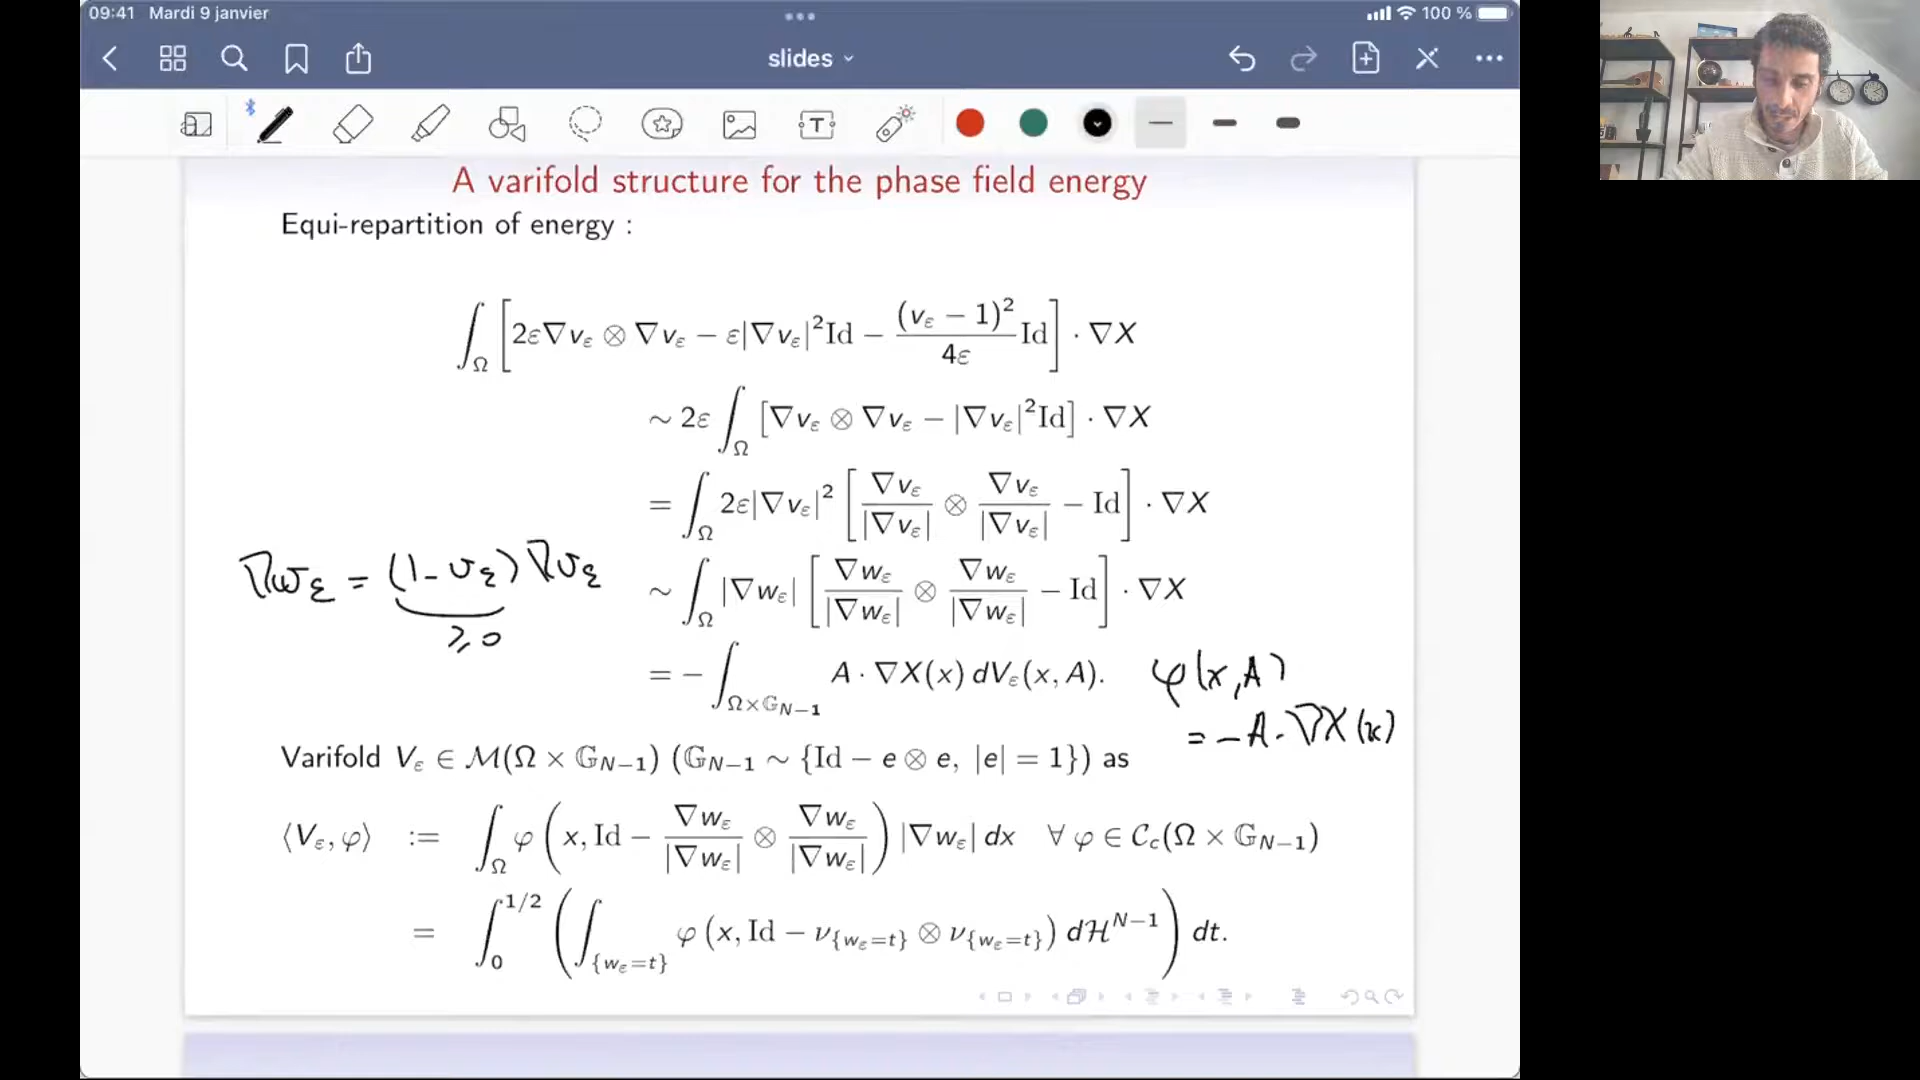 09:41 Mardi 9 janvier
100 %
slides
A varifold structure for the phase field energy
Equi-repartition of energy :
∫_Ω [2ε∇v_ε ⊗ ∇v_ε − ε|∇v_ε|²Id − (v_ε − 1)²/4ε Id] · ∇X
∼ 2ε ∫_Ω [∇v_ε ⊗ ∇v_ε − |∇v_ε|²Id] · ∇X
= ∫_Ω 2ε|∇v_ε|² [∇v_ε/|∇v_ε| ⊗ ∇v_ε/|∇v_ε| − Id] · ∇X
∇w_ε = (1 - v_ε) ∇v_ε
≥ 0
∼ ∫_Ω |∇w_ε| [∇w_ε/|∇w_ε| ⊗ ∇w_ε/|∇w_ε| − Id] · ∇X
= − ∫_{Ω×𝔾_{N−1}} A · ∇X(x) dV_ε(x, A).
φ(x, A)
= - A · ∇X(x)
Varifold V_ε ∈ ℳ(Ω × 𝔾_{N−1}) (𝔾_{N−1} ∼ {Id − e ⊗ e, |e| = 1}) as
⟨V_ε, φ⟩ := ∫_Ω φ (x, Id − ∇w_ε/|∇w_ε| ⊗ ∇w_ε/|∇w_ε|) |∇w_ε| dx ∀ φ ∈ 𝒞_c(Ω × 𝔾_{N−1})
= ∫_0^{1/2} (∫_{{w_ε=t}} φ (x, Id − ν_{{w_ε=t}} ⊗ ν_{{w_ε=t}}) dℋ^{N−1}) dt.